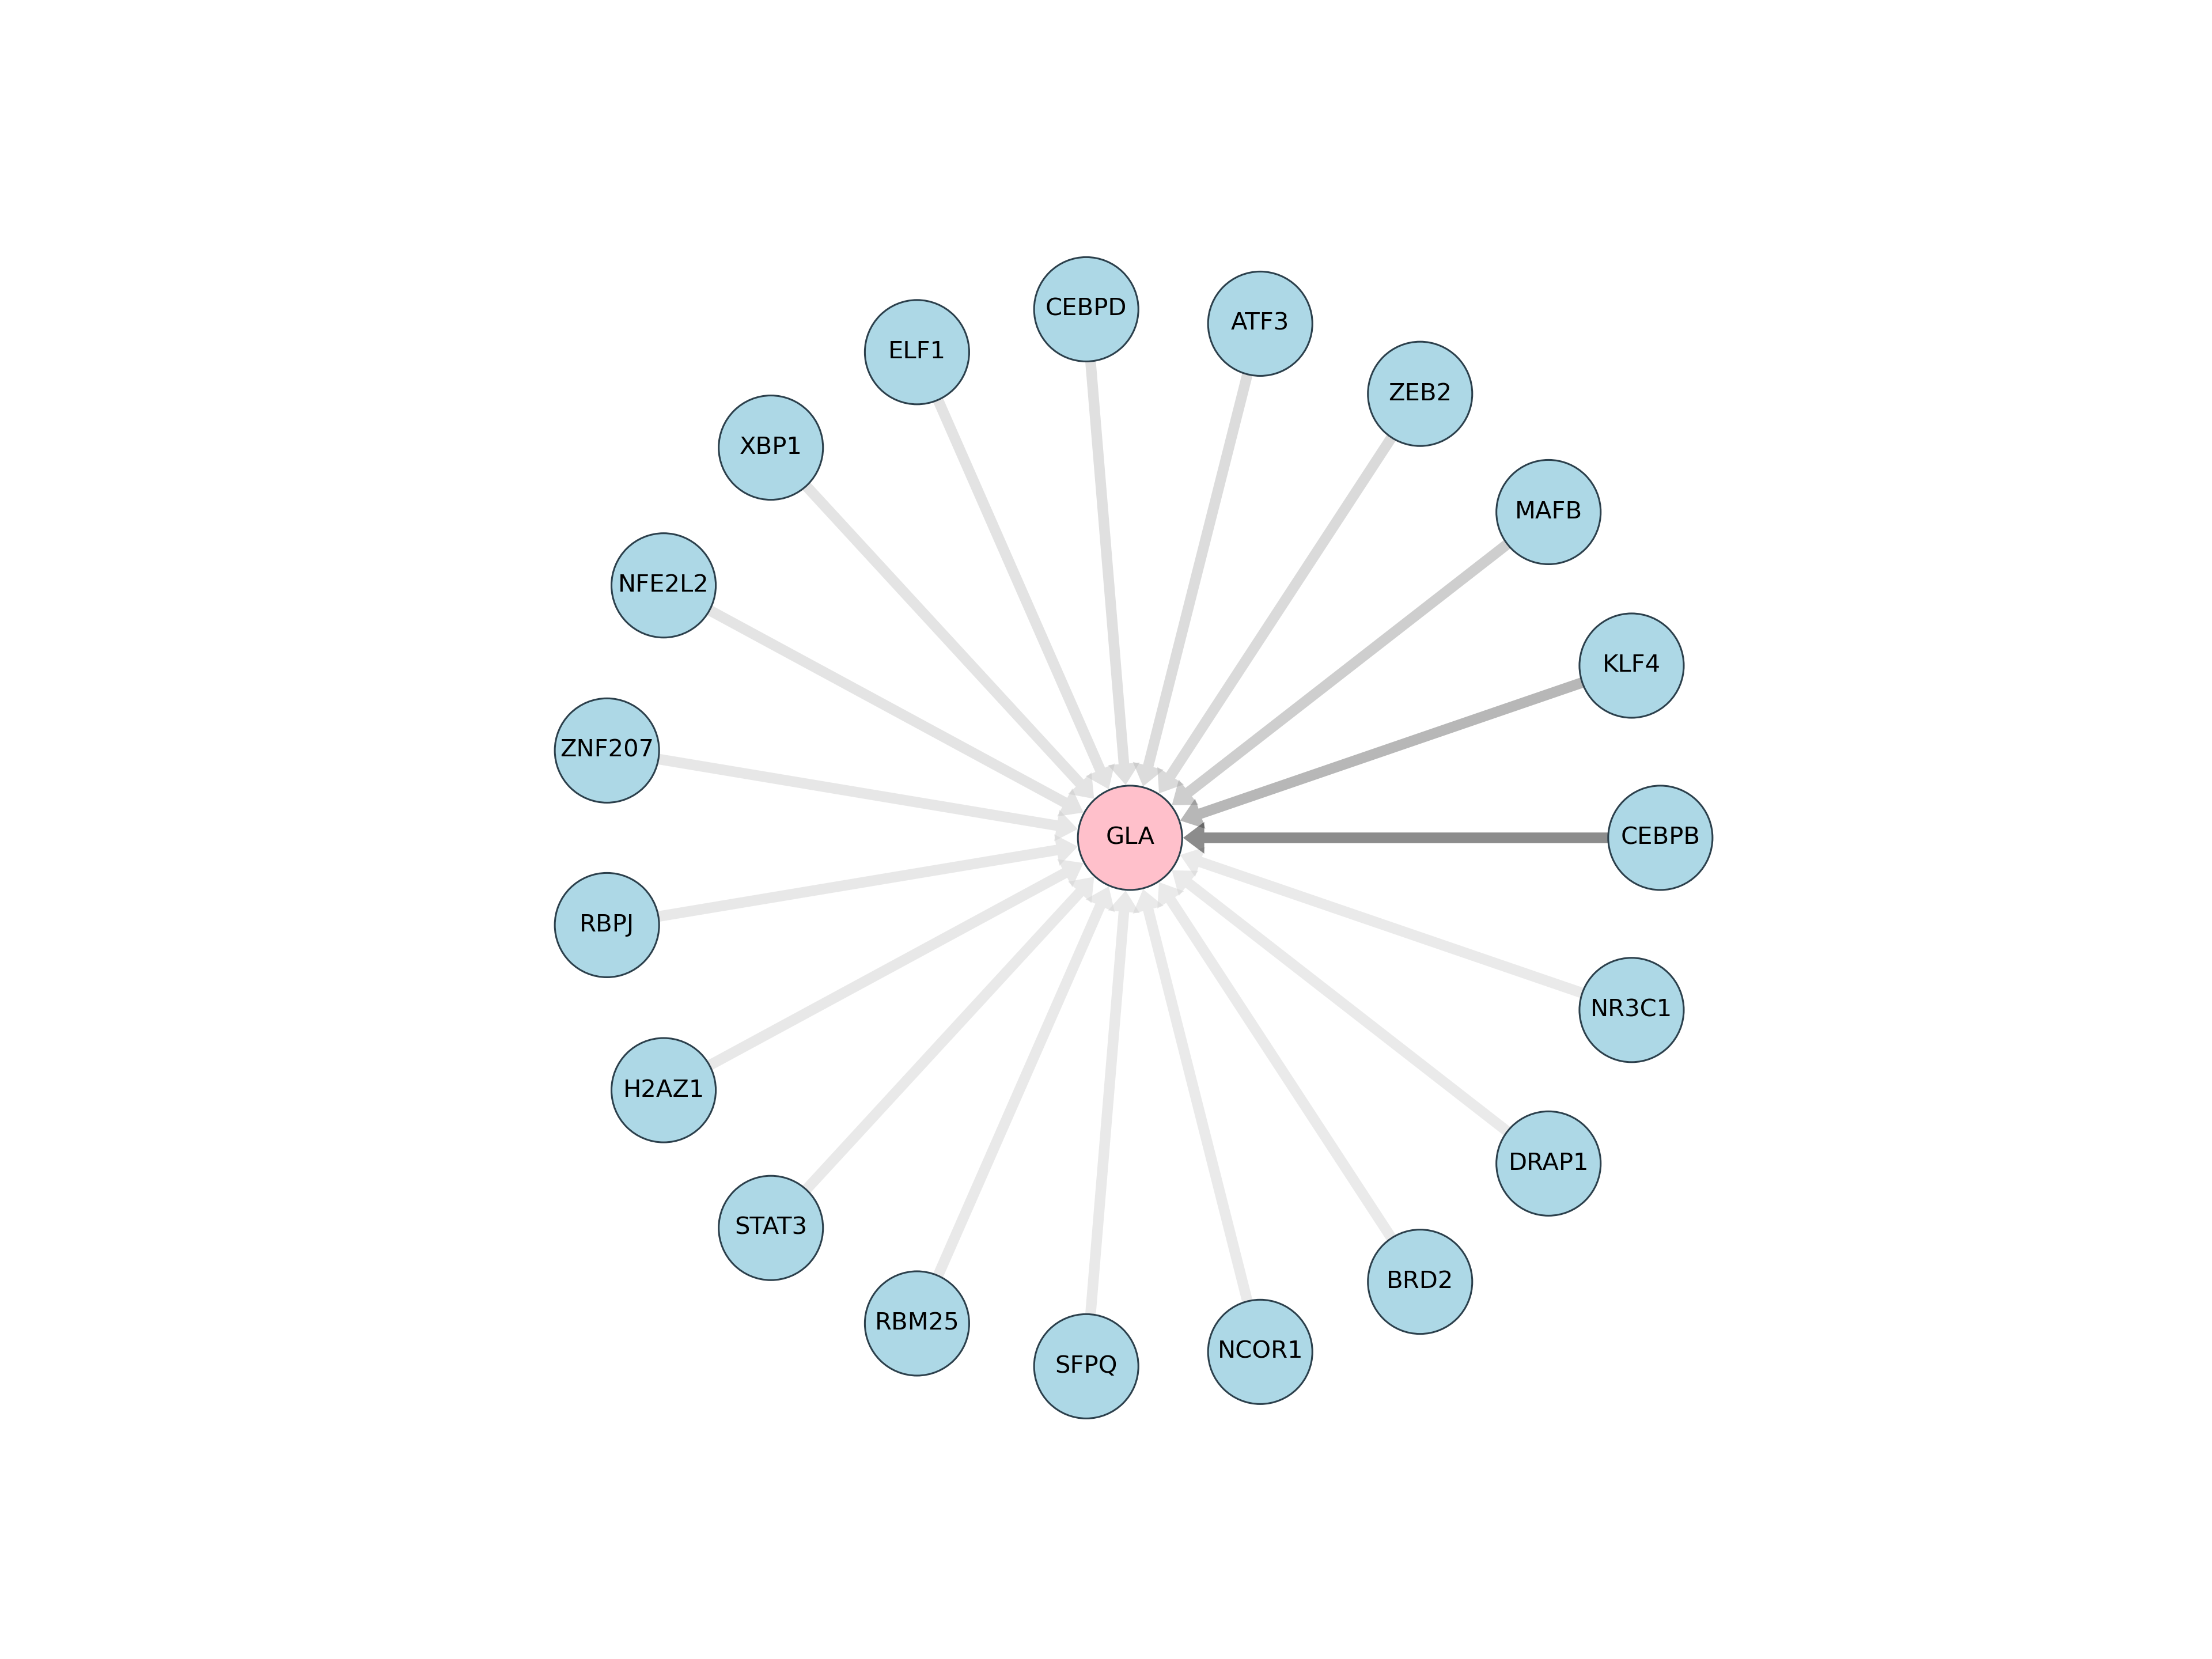 CEBPD
ATF3
ELF1
ZEB2
XBP1
MAFB
NFE2L2
KLF4
ZNF207
GLA
CEBPB
RBPJ
NR3C1
H2AZ1
DRAP1
STAT3
BRD2
RBM25
NCOR1
SFPQ